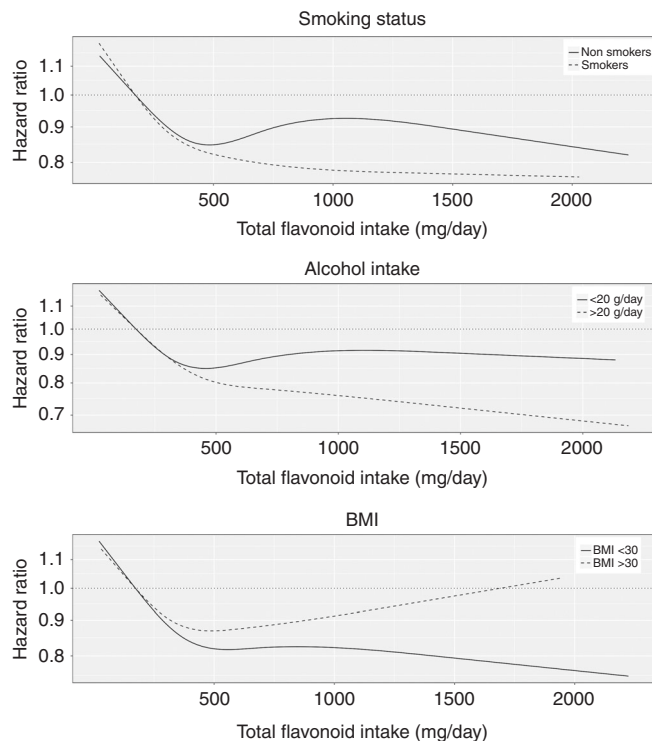 Smoking status
Hazard ratio
1.1
1.0
0.9
0.8
Non smokers
Smokers
500 1000 1500 2000
Total flavonoid intake (mg/day)
Alcohol intake
Hazard ratio
1.1
1.0
0.9
0.8
0.7
<20 g/day
>20 g/day
500 1000 1500 2000
Total flavonoid intake (mg/day)
BMI
Hazard ratio
1.1
1.0
0.9
0.8
BMI <30
BMI >30
500 1000 1500 2000
Total flavonoid intake (mg/day)